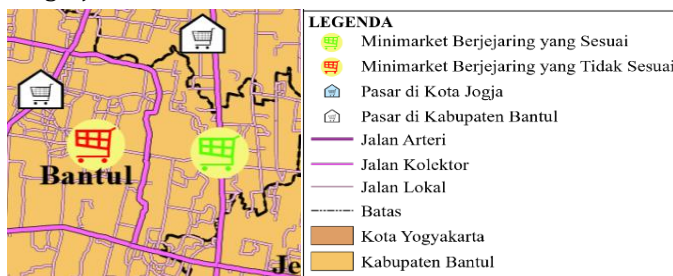 Bantul
Je
LEGENDA
Minimarket Berjejaring yang Sesuai
Minimarket Berjejaring yang Tidak Sesuai
Pasar di Kota Jogja
Pasar di Kabupaten Bantul
Jalan Arteri
Jalan Kolektor
Jalan Lokal
Batas
Kota Yogyakarta
Kabupaten Bantul